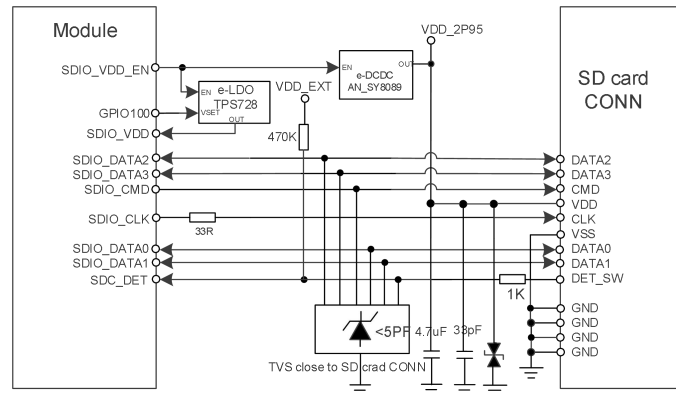 Module
SD card
CONN
VDD_2P95
SDIO_VDD_EN
EN
OUT
e-DCDC
AN_SY8089
EN
e-LDO
TPS728
VSET
OUT
VDD_EXT
GPIO100
SDIO_VDD
470K
SDIO_DATA2
SDIO_DATA3
SDIO_CMD
SDIO_CLK
33R
SDIO_DATA0
SDIO_DATA1
SDC_DET
DATA2
DATA3
CMD
VDD
CLK
VSS
DATA0
DATA1
DET_SW
1K
GND
GND
GND
GND
<5PF
4.7uF
33pF
TVS close to SD crad CONN